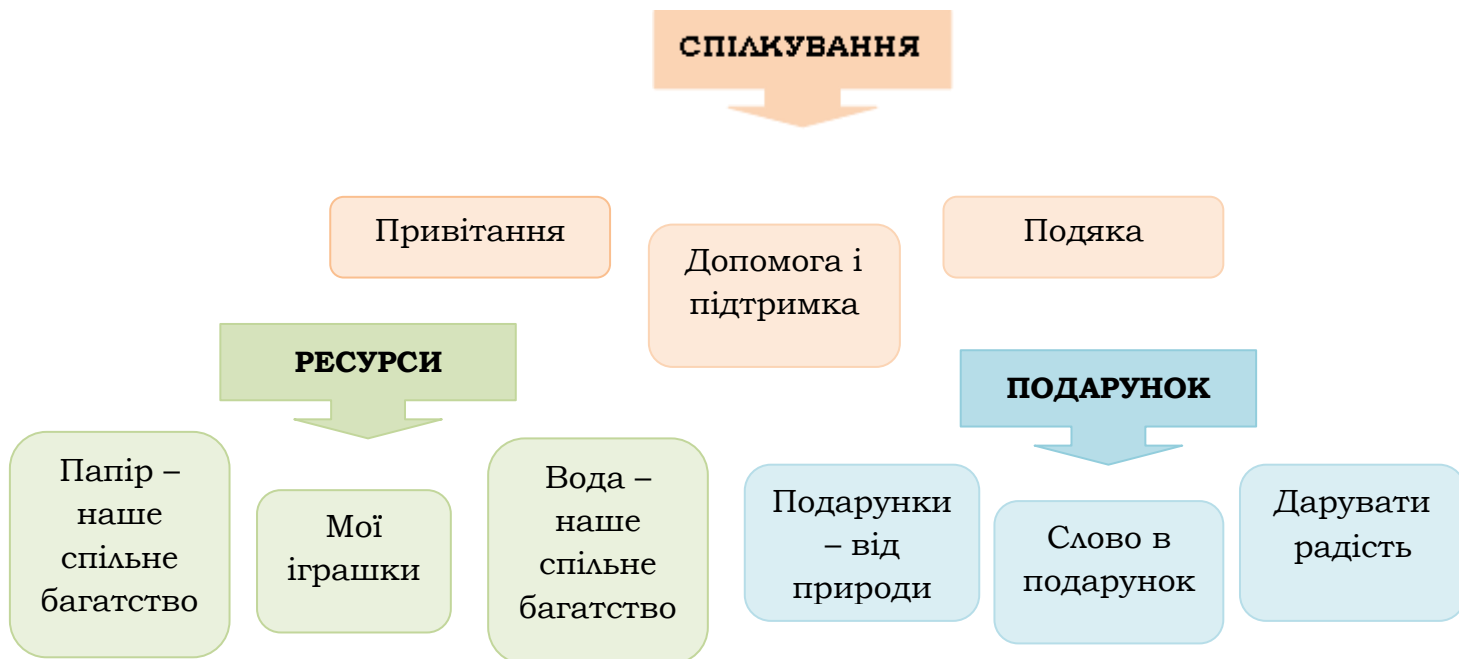 СПІЛКУВАННЯ
Привітання
Допомога і
підтримка
Подяка
РЕСУРСИ
Папір –
наше
спільне
багатство
Мої
іграшки
Вода –
наше
спільне
багатство
ПОДАРУНОК
Подарунки
– від
природи
Слово в
подарунок
Дарувати
радість